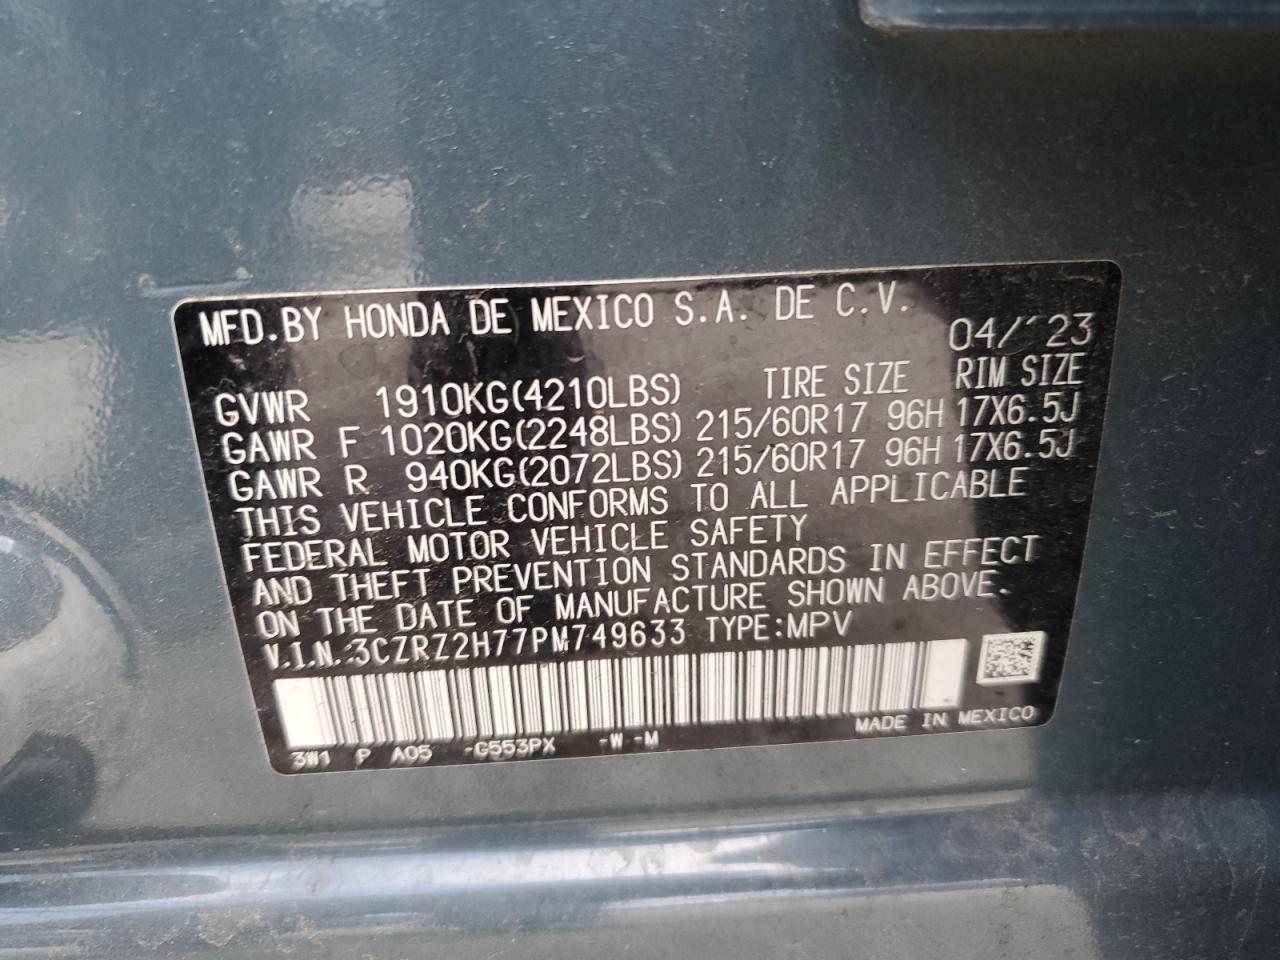 MFD.BY HONDA DE MEXICO S.A. DE C.V.
04/'23
GVWR 1910KG(4210LBS) TIRE SIZE RIM SIZE
GAWR F 1020KG(2248LBS) 215/60R17 96H 17X6.5J
GAWR R 940KG(2072LBS) 215/60R17 96H 17X6.5J
THIS VEHICLE CONFORMS TO ALL APPLICABLE
FEDERAL MOTOR VEHICLE SAFETY
AND THEFT PREVENTION STANDARDS IN EFFECT
ON THE DATE OF MANUFACTURE SHOWN ABOVE.
V.I.N.:3CZRZ2H77PM749633 TYPE:MPV
MADE IN MEXICO
3W1 P A05 -G553PX -W -M